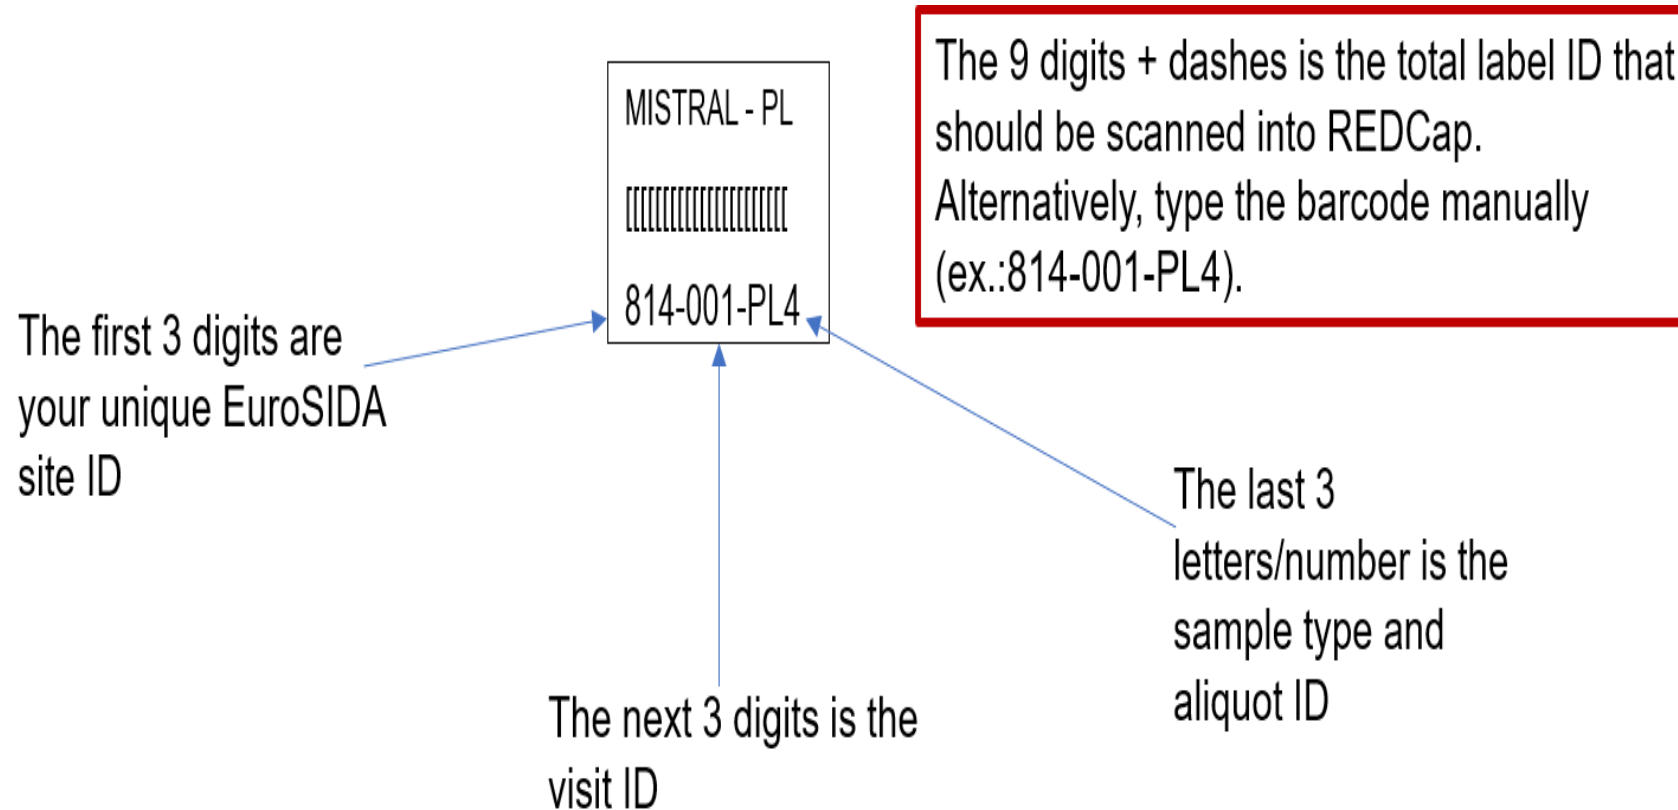 MISTRAL - PL
814-001-PL4
The 9 digits + dashes is the total label ID that
should be scanned into REDCap.
Alternatively, type the barcode manually
(ex.:814-001-PL4).
The first 3 digits are
your unique EuroSIDA
site ID
The next 3 digits is the
visit ID
The last 3
letters/number is the
sample type and
aliquot ID